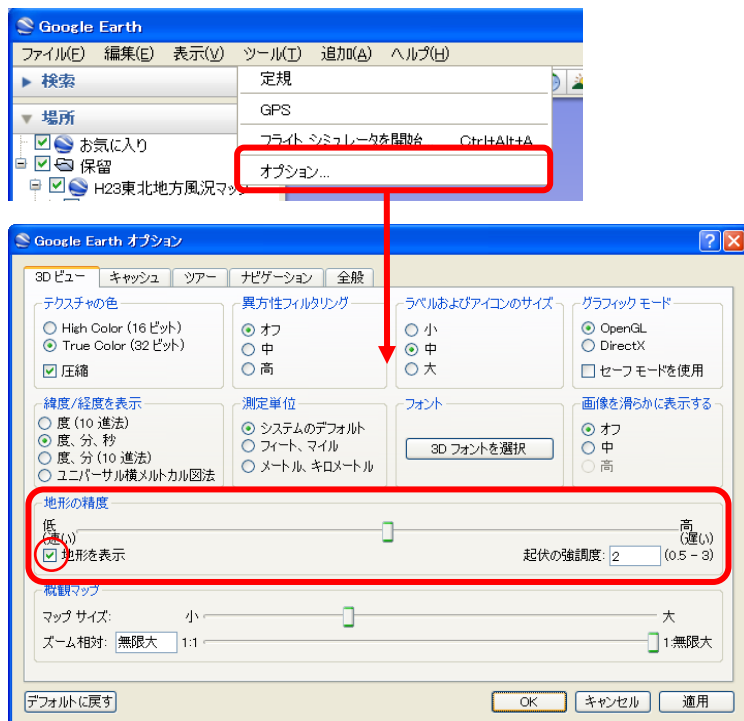 Google Earth
ファイル(F) 編集(E) 表示(V) ツール(T) 追加(A) ヘルプ(H)
検索
定規
GPS
場所
フライト シミュレータを開始 Ctrl+Alt+A
お気に入り
保留
オプション...
H23東北地方風況マッ
Google Earth オプション
3D ビュー キャッシュ ツアー ナビゲーション 全般
テクスチャの色
High Color (16 ビット)
True Color (32 ビット)
圧縮
異方性フィルタリング
オフ
中
高
ラベルおよびアイコンのサイズ
小
中
大
グラフィック モード
OpenGL
DirectX
セーフ モードを使用
緯度/経度を表示
度 (10 進法)
度、分、秒
度、分 (10 進法)
ユニバーサル横メルトカル図法
測定単位
システムのデフォルト
フィート、マイル
メートル、キロメートル
フォント
3D フォントを選択
画像を滑らかに表示する
オフ
中
高
地形の精度
低 高
(速い) (遅い)
地形を表示 起伏の強調度: 2 (0.5 - 3)
概観マップ
マップ サイズ: 小 大
ズーム相対: 無限大 1:1 1:無限大
デフォルトに戻す OK キャンセル 適用